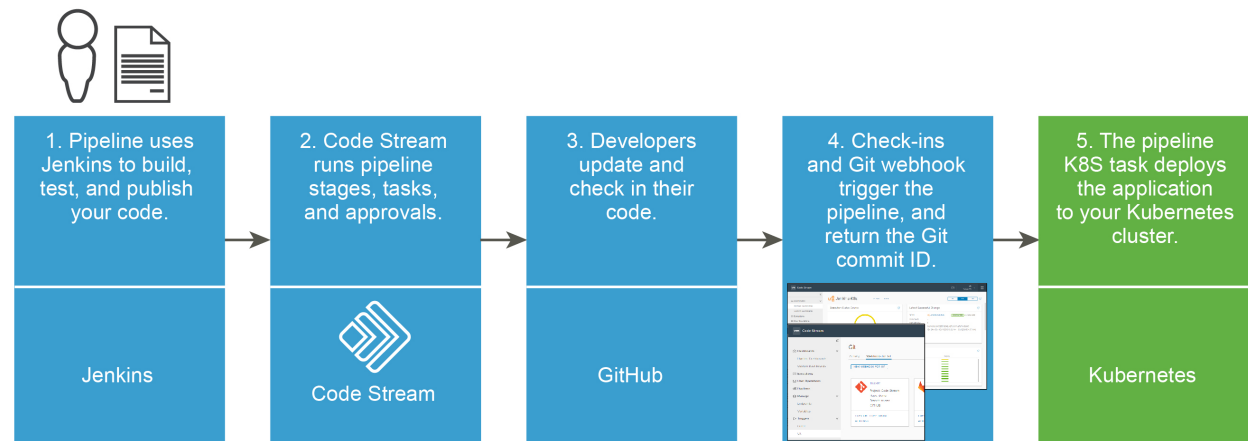 1. Pipeline uses
Jenkins to build,
test, and publish
your code.
2. Code Stream
runs pipeline
stages, tasks,
and approvals.
3. Developers
update and
check in their
code.
4. Check-ins
and Git webhook
trigger the
pipeline, and
return the Git
commit ID.
5. The pipeline
K8S task deploys
the application
to your Kubernetes
cluster.
Jenkins
Code Stream
GitHub
Code Stream
Git
Kubernetes